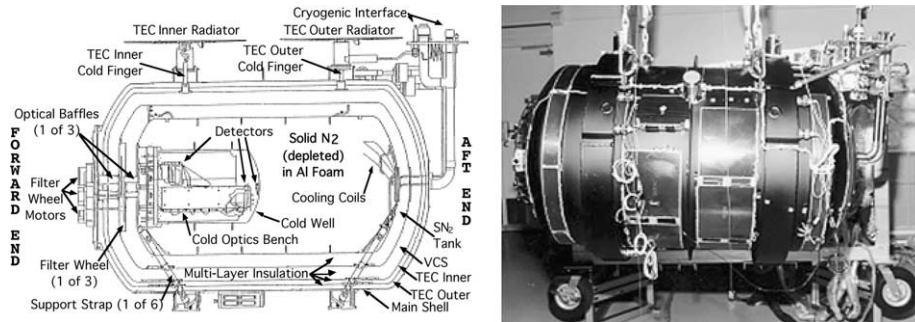 Cryogenic
Interface
TEC Inner Radiator
TEC Outer Radiator
TEC Inner
Cold Finger
TEC Outer
Cold Finger
Optical Baffles
(1 of 3)
Detectors
Solid N2
(depleted)
in Al Foam
FORWARD END
AFT END
Filter
Wheel
Motors
Cooling Coils
Cold Well
Cold Optics Bench
SN₂
Tank
Filter Wheel
(1 of 3)
Multi-Layer Insulation
VCS
TEC Inner
TEC Outer
Support Strap (1 of 6)
Main Shell